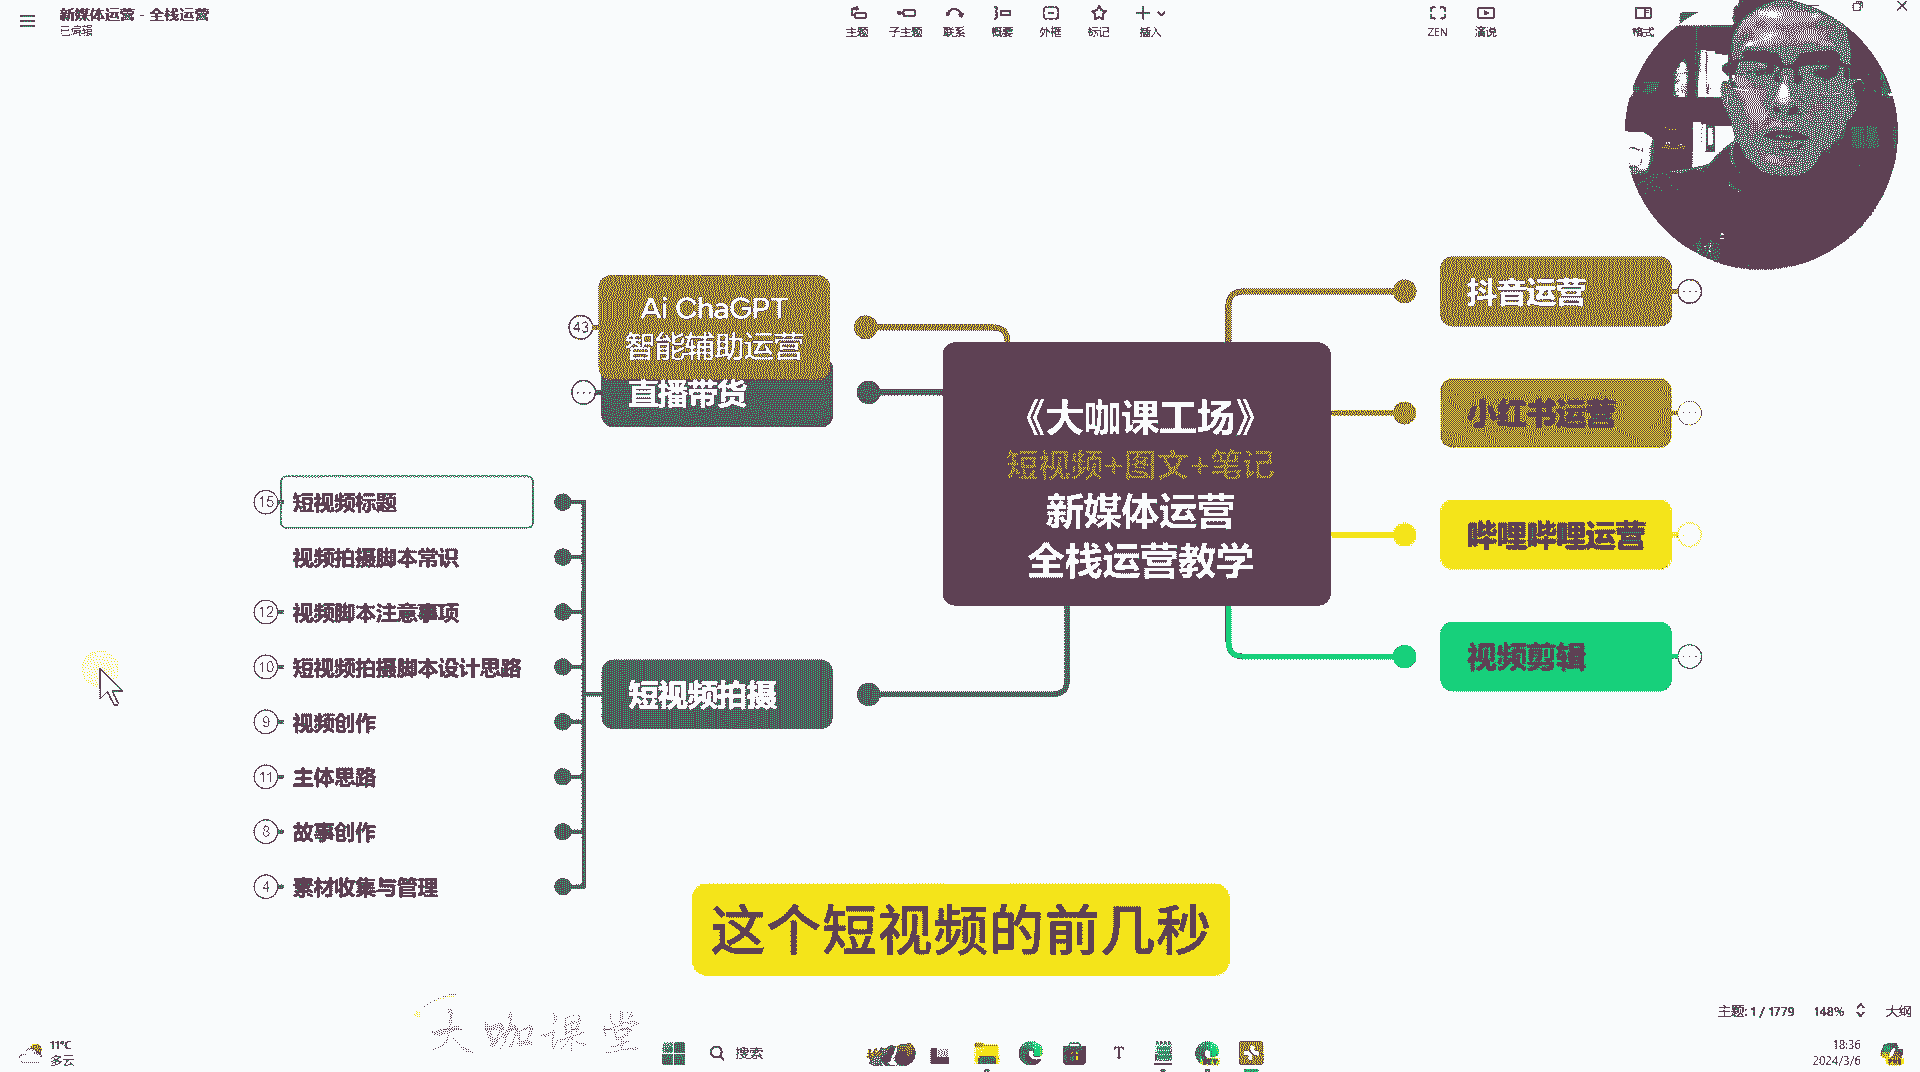 新媒体运营 - 全栈运营
已编辑
主题
子主题
联系
概要
外框
标记
插入
ZEN
演说
格式
Ai ChaGPT
智能辅助运营
43
直播带货
《大咖课工场》
短视频+图文+笔记
新媒体运营
全栈运营教学
抖音运营
小红书运营
哔哩哔哩运营
视频剪辑
短视频拍摄
15 短视频标题
视频拍摄脚本常识
12 视频脚本注意事项
10 短视频拍摄脚本设计思路
9 视频创作
11 主体思路
8 故事创作
4 素材收集与管理
这个短视频的前几秒
大咖课堂
主题: 1 / 1779
148%
大纲
11°C
多云
搜索
18:36
2024/3/6